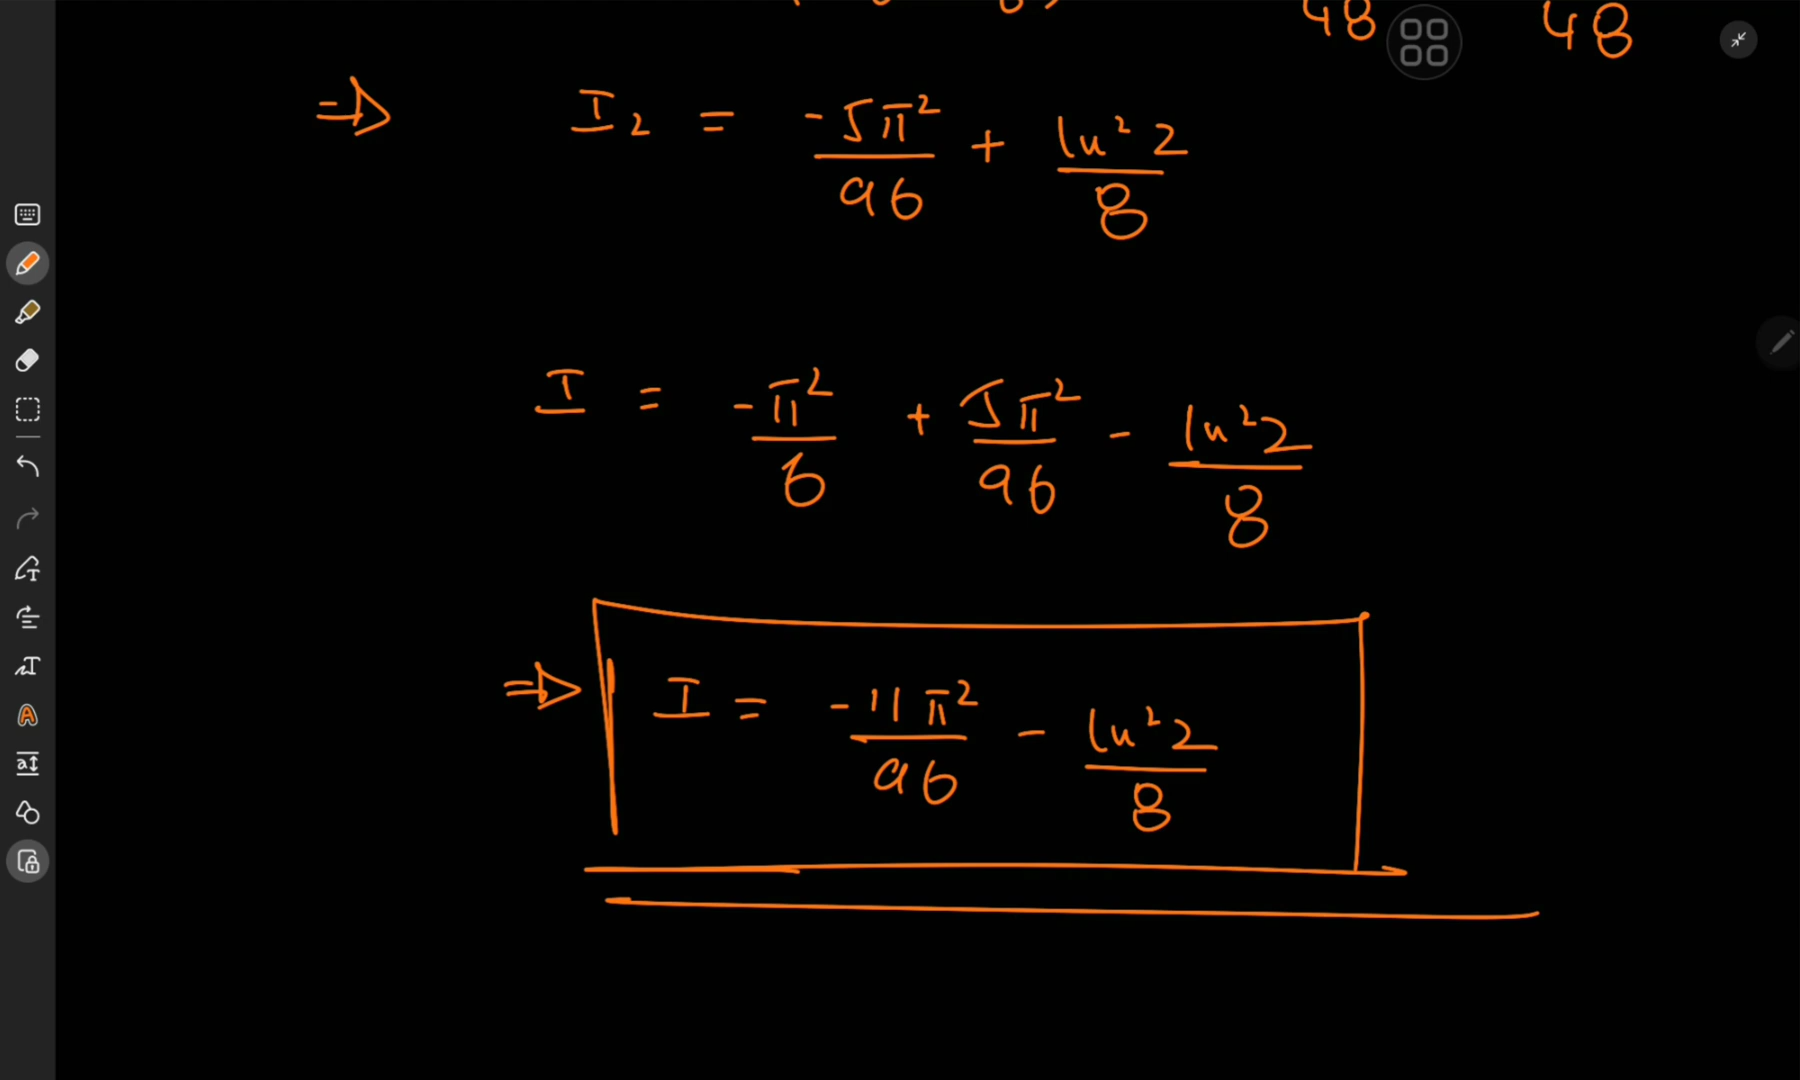 48 48
⇒ I₂ = -5π²/96 + ln²2/8
I = -π²/6 + 5π²/96 - ln²2/8
⇒ I = -11π²/96 - ln²2/8